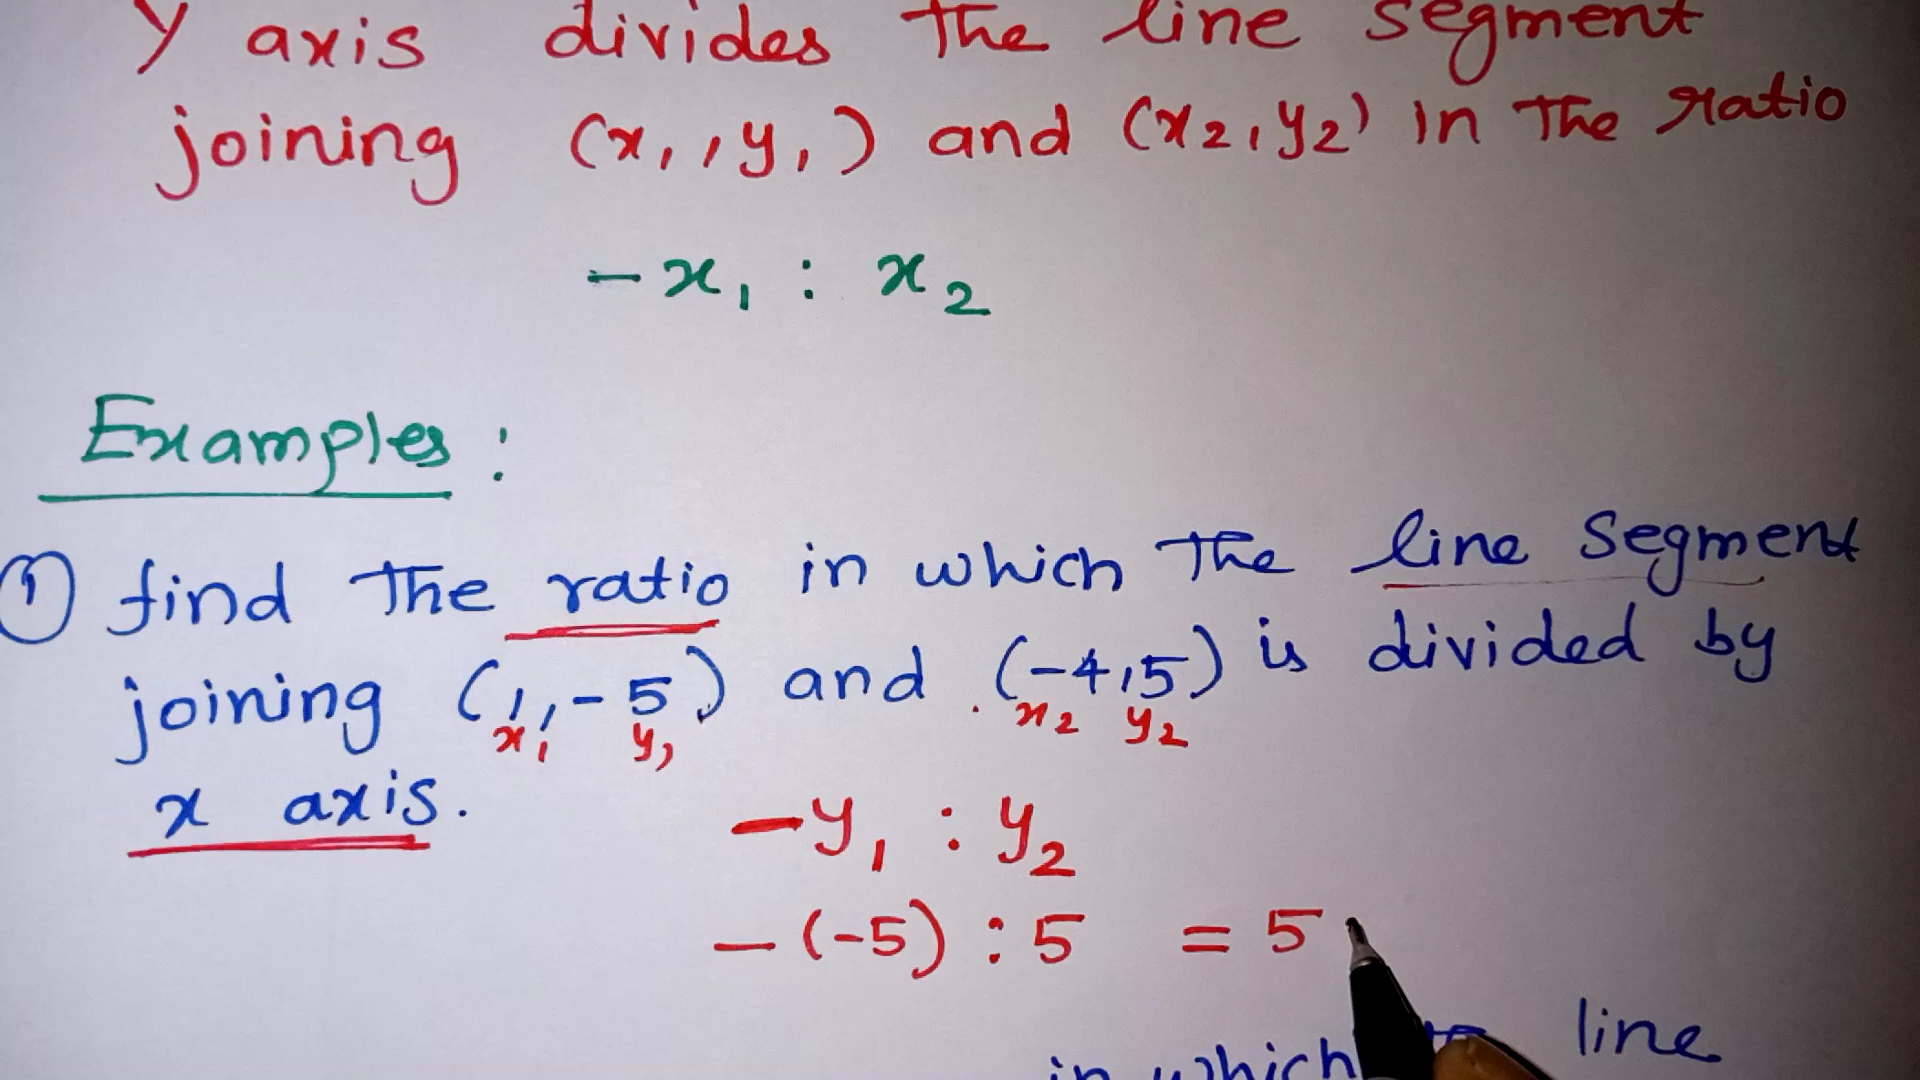 Y axis divides the line segment
joining (x₁, y₁) and (x₂, y₂) in the ratio
-x₁ : x₂
Examples :
① find the ratio in which the line segment
joining (1, -5) and (-4, 5) is divided by
x₁ y₁ x₂ y₂
x axis.
-y₁ : y₂
-(-5) : 5 = 5
in which line